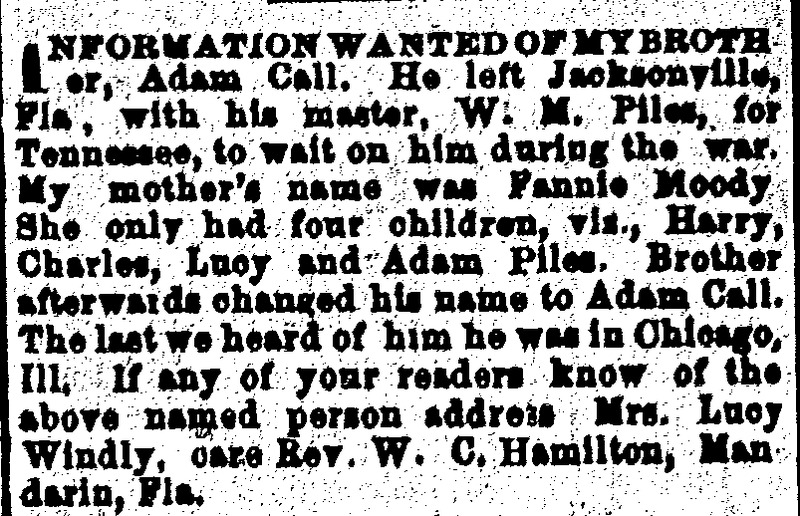 INFORMATION WANTED OF MY BROTH-
er, Adam Call. He left Jacksonville,
Fla, with his master, W. M. Piles, for
Tennessee, to wait on him during the war.
My mother's name was Fannie Moody
She only had four children, viz., Harry,
Charles, Lucy and Adam Piles. Brother
afterwards changed his name to Adam Call.
The last we heard of him he was in Chicago,
Ill. If any of your readers know of the
above named person address Mrs. Lucy
Windly, care Rev. W. C. Hamilton, Man-
darin, Fla.